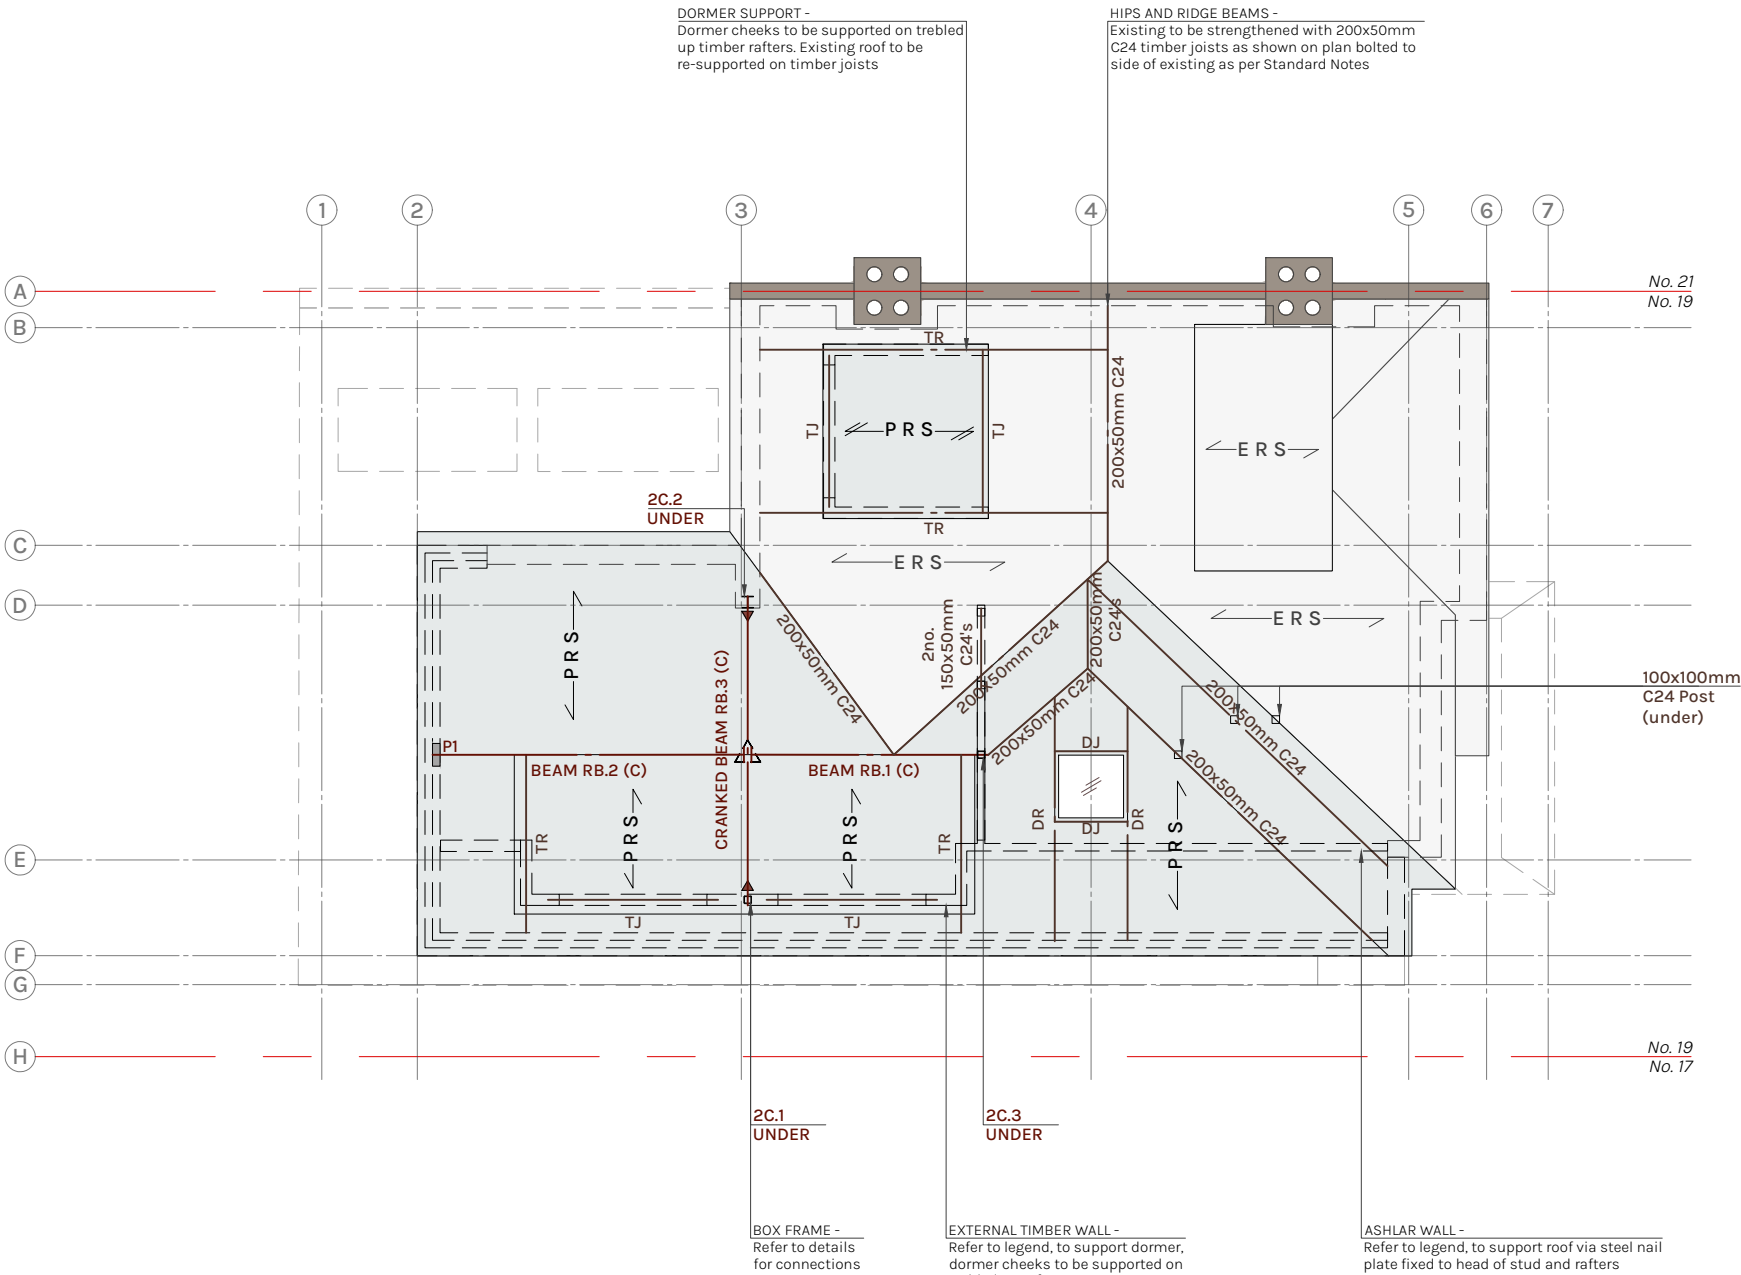 DORMER SUPPORT -
Dormer cheeks to be supported on trebled
up timber rafters. Existing roof to be
re-supported on timber joists
HIPS AND RIDGE BEAMS -
Existing to be strengthened with 200x50mm
C24 timber joists as shown on plan bolted to
side of existing as per Standard Notes
1
2
3
4
5
6
7
A
No. 21
No. 19
B
TR
TJ
PRS
TJ
200x50mm C24
ERS
2C.2
UNDER
TR
C
ERS
D
PRS
200x50mm C24
2no.
150x50mm
C24's
200x50mm C24
200x50mm
C24's
ERS
CRANKED BEAM RB.3 (C)
200x50mm C24
200x50mm C24
100x100mm
C24 Post
(under)
P1
BEAM RB.2 (C)
BEAM RB.1 (C)
DJ
200x50mm C24
TR
PRS
PRS
TR
DR
DJ
DR
PRS
E
TJ
TJ
F
G
H
No. 19
No. 17
2C.1
UNDER
2C.3
UNDER
BOX FRAME -
Refer to details
for connections
EXTERNAL TIMBER WALL -
Refer to legend, to support dormer,
dormer cheeks to be supported on
ASHLAR WALL -
Refer to legend, to support roof via steel nail
plate fixed to head of stud and rafters